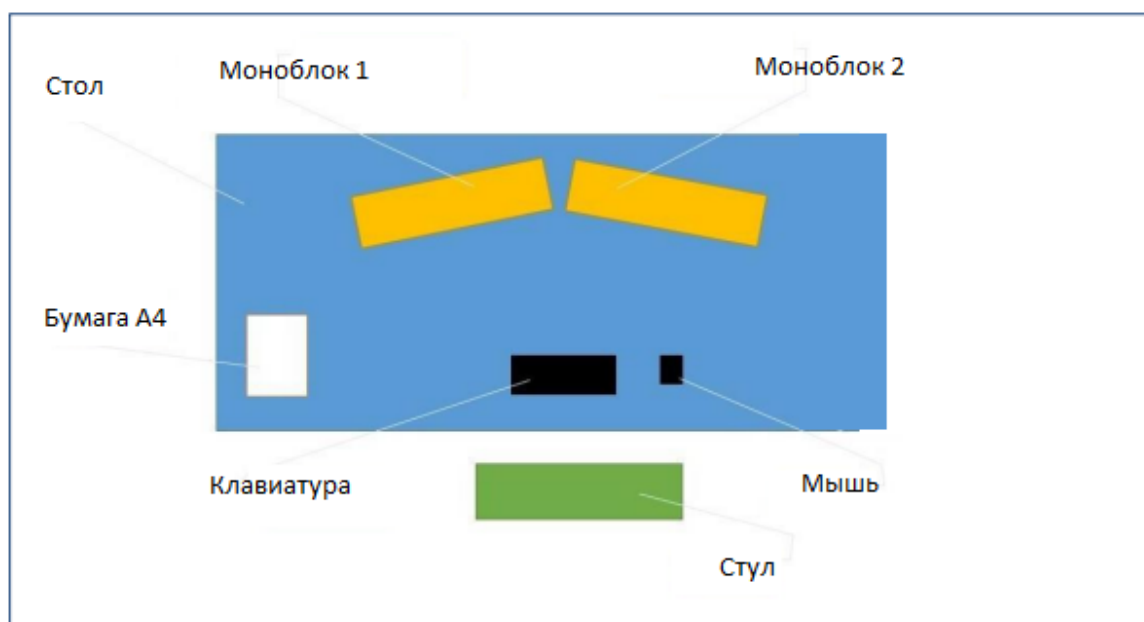 Моноблок 1
Моноблок 2
Стол
Бумага А4
Клавиатура
Мышь
Стул